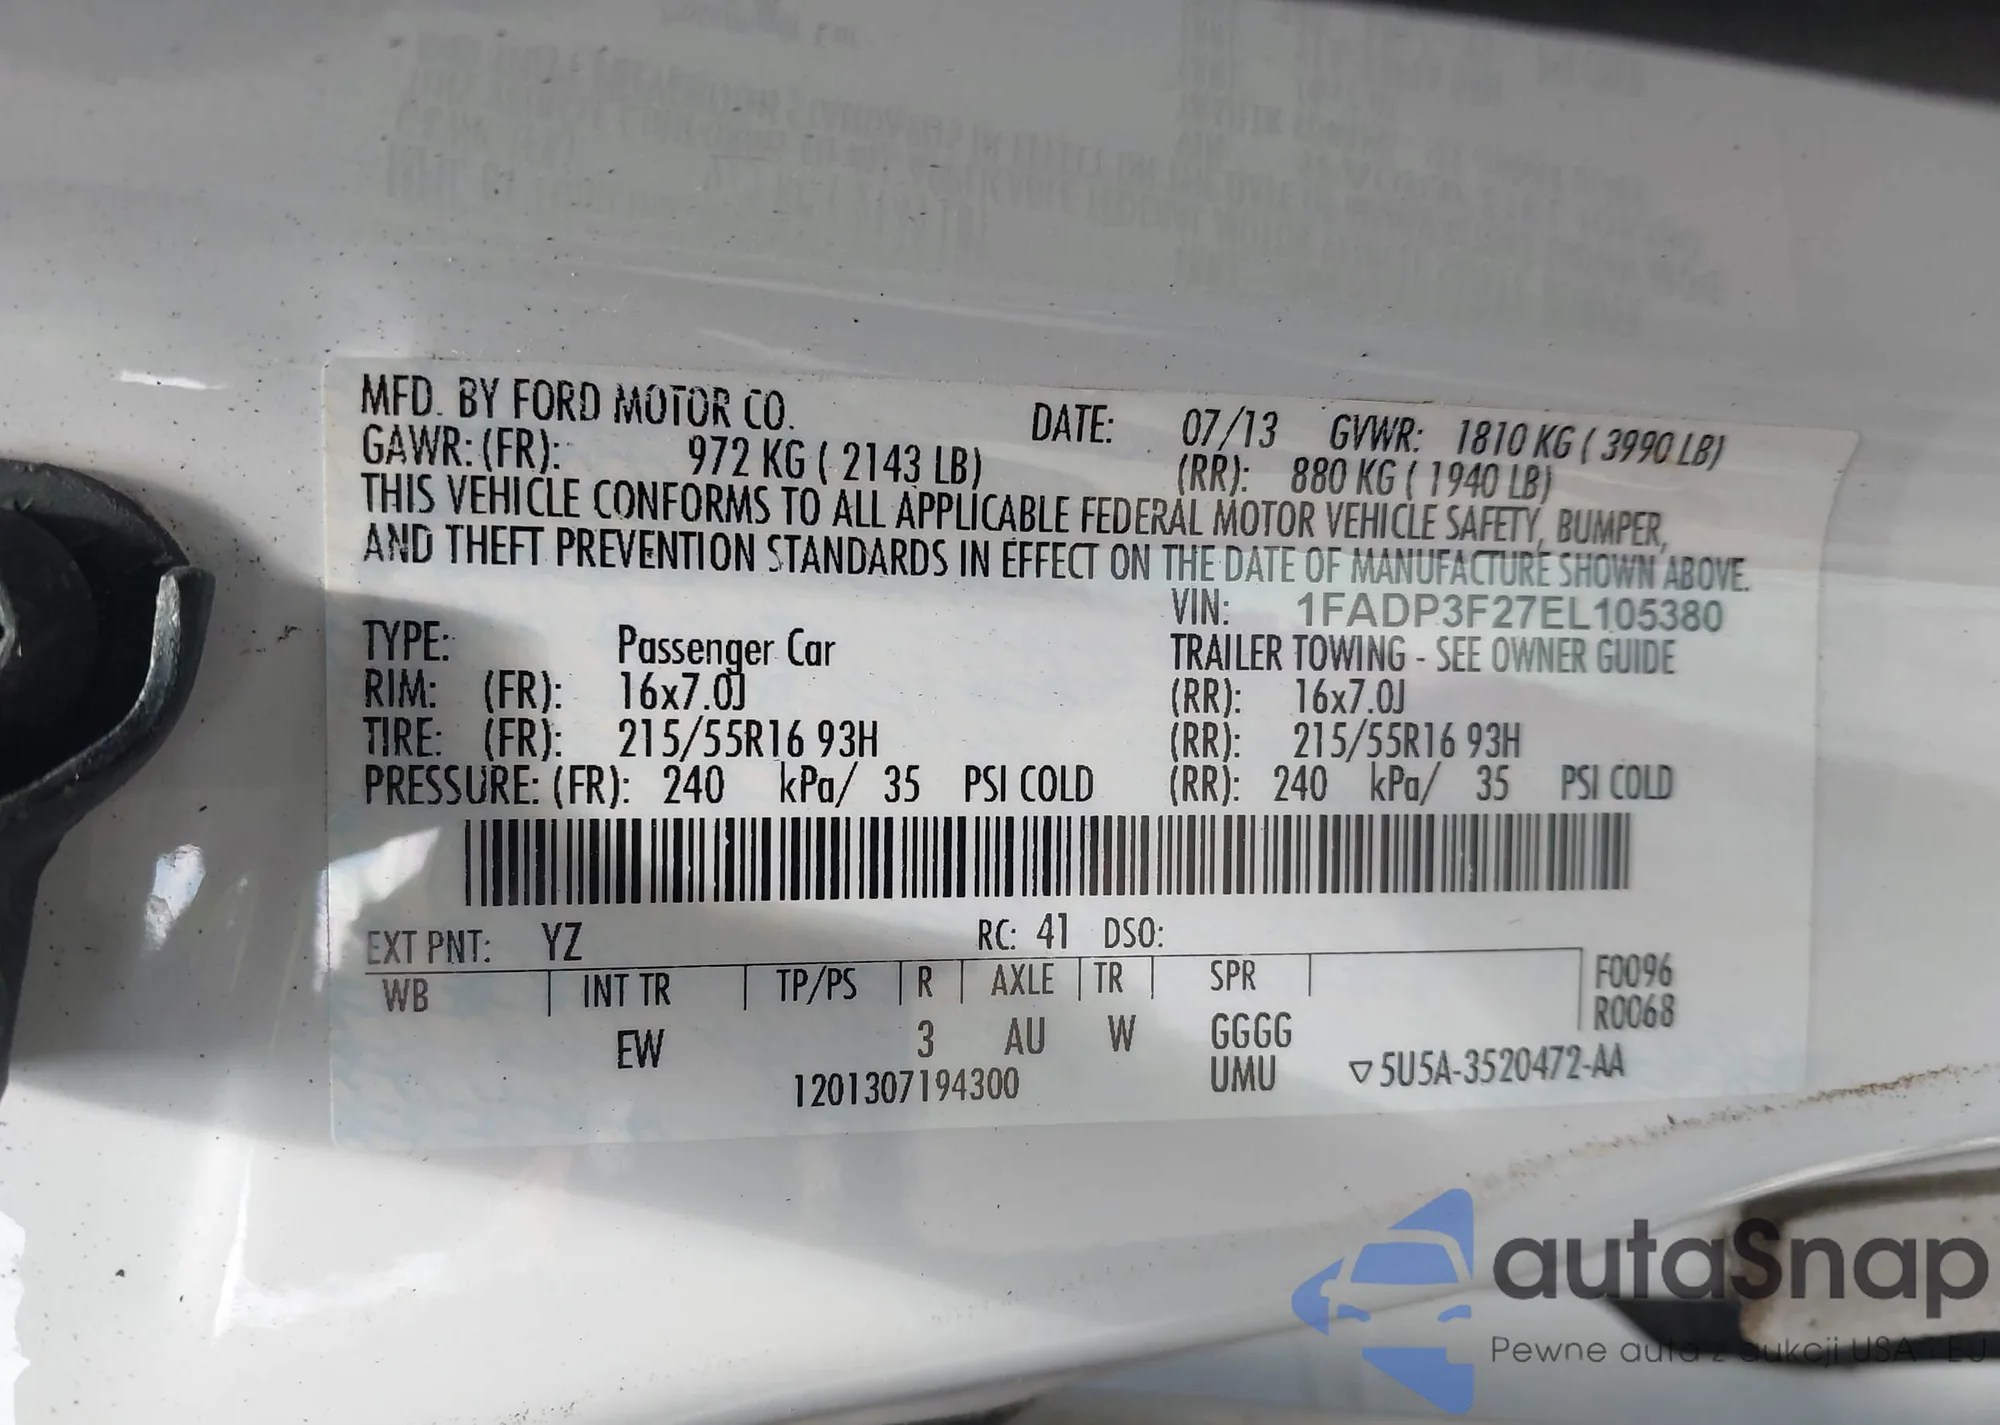 MFD. BY FORD MOTOR CO. DATE: 07/13 GVWR: 1810 KG ( 3990 LB)
GAWR: (FR): 972 KG ( 2143 LB) (RR): 880 KG ( 1940 LB)
THIS VEHICLE CONFORMS TO ALL APPLICABLE FEDERAL MOTOR VEHICLE SAFETY, BUMPER,
AND THEFT PREVENTION STANDARDS IN EFFECT ON THE DATE OF MANUFACTURE SHOWN ABOVE.
VIN: 1FADP3F27EL105380
TYPE: Passenger Car TRAILER TOWING - SEE OWNER GUIDE
RIM: (FR): 16x7.0J (RR): 16x7.0J
TIRE: (FR): 215/55R16 93H (RR): 215/55R16 93H
PRESSURE: (FR): 240 kPa/ 35 PSI COLD (RR): 240 kPa/ 35 PSI COLD
EXT PNT: YZ RC: 41 DSO:
WB INT TR TP/PS R AXLE TR SPR F0096
R0068
EW 3 AU W GGGG
1201307194300 UMU ▽5U5A-3520472-AA
autaSnap
Pewne auta z aukcji USA i EU